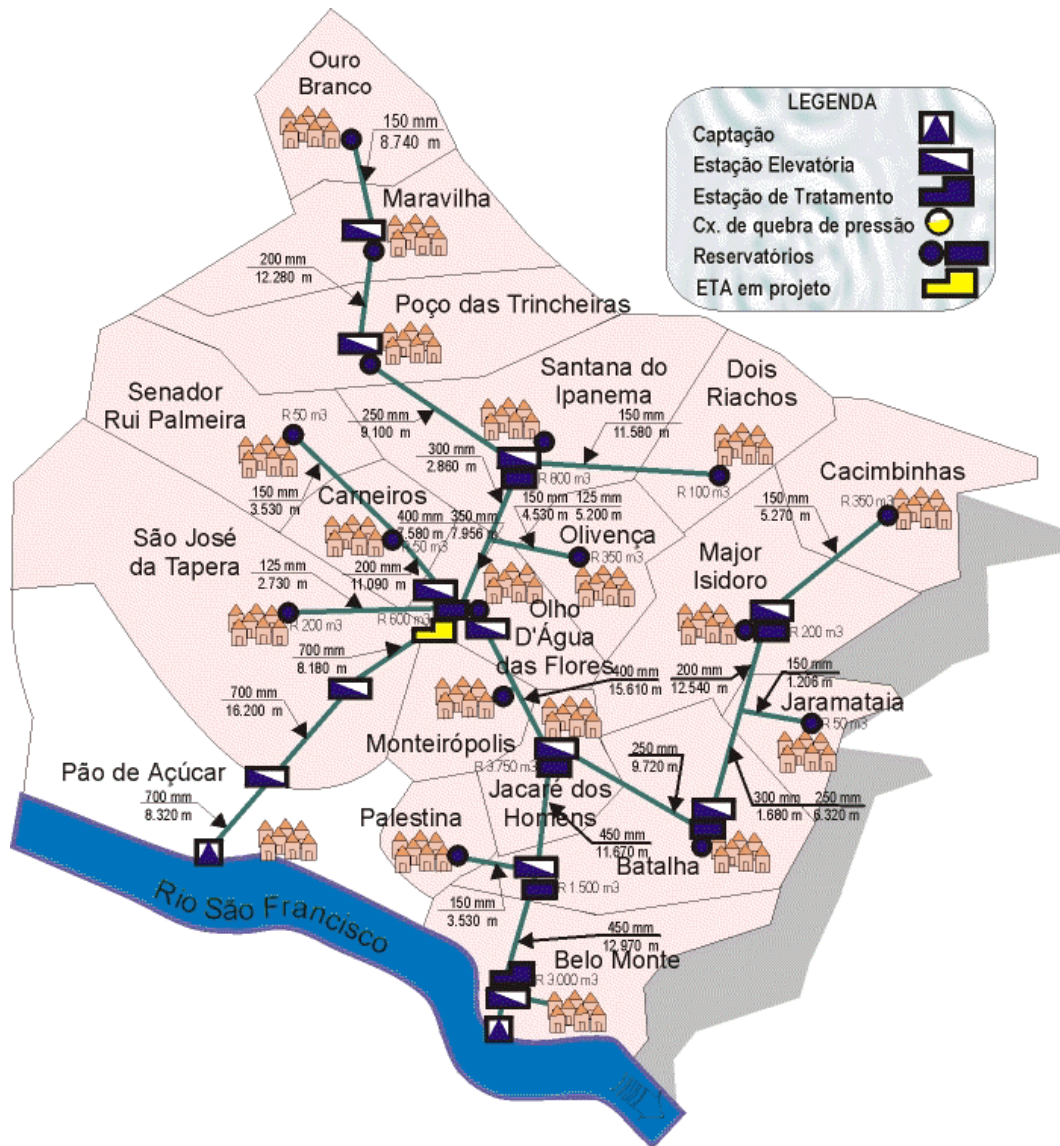 Ouro
Branco
150 mm
8.740 m
LEGENDA
Captação
Estação Elevatória
Estação de Tratamento
Cx. de quebra de pressão
Reservatórios
ETA em projeto
Maravilha
200 mm
12.280 m
Poço das Trincheiras
Santana do
Ipanema
Dois
Riachos
Senador
Rui Palmeira
R 50 m3
250 mm
9.100 m
150 mm
11.580 m
300 mm
2.860 m
R 800 m3
R 100 m3
Cacimbinhas
R 350 m3
150 mm
5.270 m
150 mm
3.530 m
Carneiros
R 50 m3
400 mm
7.580 m
350 mm
7.956 m
150 mm
4.530 m
125 mm
5.200 m
Olivença
R 350 m3
São José
da Tapera
200 mm
11.090 m
125 mm
2.730 m
R 200 m3
R 600 m3
Major
Isidoro
R 200 m3
Olho
D'Água
das Flores
700 mm
8.180 m
400 mm
15.610 m
200 mm
12.540 m
150 mm
1.206 m
Jaramataia
R 50 m3
700 mm
16.200 m
Monteirópolis
R 3.750 m3
250 mm
9.720 m
Pão de Açúcar
700 mm
8.320 m
Jacaré dos
Homens
300 mm
1.680 m
250 mm
6.320 m
Palestina
450 mm
11.670 m
Batalha
R 1.500 m3
150 mm
3.530 m
Rio São Francisco
450 mm
12.970 m
Belo Monte
R 3.000 m3